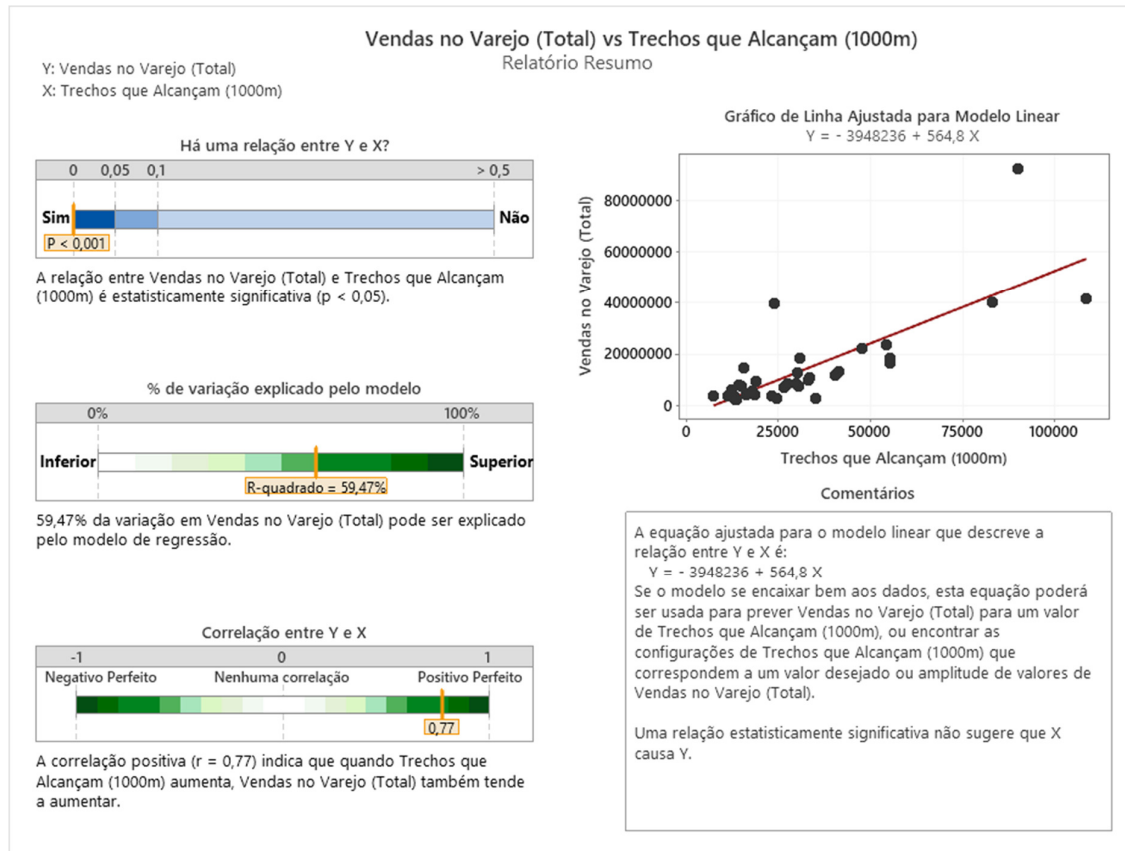 Vendas no Varejo (Total) vs Trechos que Alcançam (1000m)
Relatório Resumo
Y: Vendas no Varejo (Total)
X: Trechos que Alcançam (1000m)
Há uma relação entre Y e X?
0 0,05 0,1 > 0,5
Sim Não
P < 0,001
A relação entre Vendas no Varejo (Total) e Trechos que Alcançam
(1000m) é estatisticamente significativa (p < 0,05).
% de variação explicado pelo modelo
0% 100%
Inferior Superior
R-quadrado = 59,47%
59,47% da variação em Vendas no Varejo (Total) pode ser explicado
pelo modelo de regressão.
Correlação entre Y e X
-1 0 1
Negativo Perfeito Nenhuma correlação Positivo Perfeito
0,77
A correlação positiva (r = 0,77) indica que quando Trechos que
Alcançam (1000m) aumenta, Vendas no Varejo (Total) também tende
a aumentar.
Gráfico de Linha Ajustada para Modelo Linear
Y = - 3948236 + 564,8 X
Vendas no Varejo (Total)
80000000
60000000
40000000
20000000
0
0 25000 50000 75000 100000
Trechos que Alcançam (1000m)
Comentários
A equação ajustada para o modelo linear que descreve a
relação entre Y e X é:
Y = - 3948236 + 564,8 X
Se o modelo se encaixar bem aos dados, esta equação poderá
ser usada para prever Vendas no Varejo (Total) para um valor
de Trechos que Alcançam (1000m), ou encontrar as
configurações de Trechos que Alcançam (1000m) que
correspondem a um valor desejado ou amplitude de valores de
Vendas no Varejo (Total).
Uma relação estatisticamente significativa não sugere que X
causa Y.